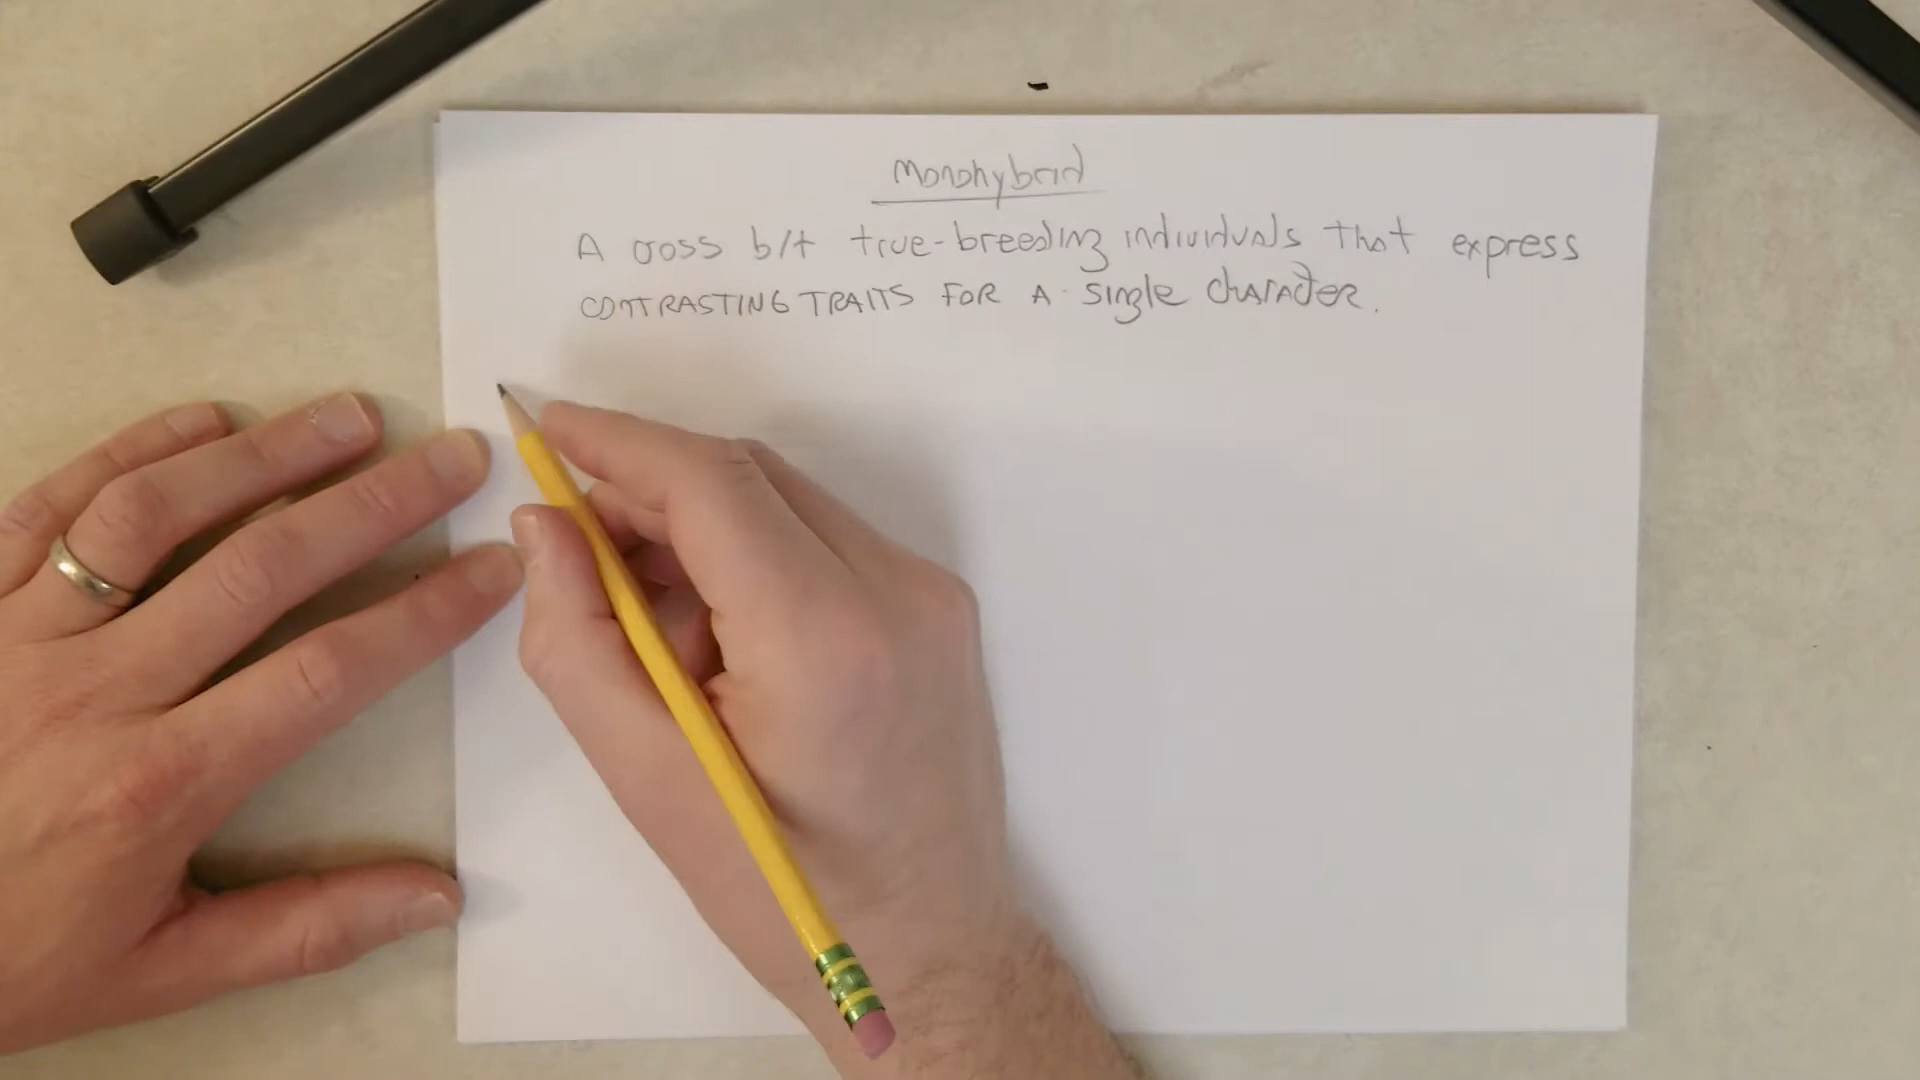 Monohybrid
A cross b/t true-breeding individuals that express
CONTRASTING TRAITS FOR A single character.